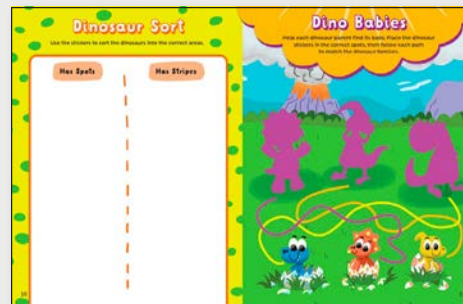 Dinosaur Sort
Use the stickers to sort the dinosaurs into the correct areas.
Has Spots
Has Stripes
Dino Babies
Help each dinosaur parent find its baby. Place the dinosaur
stickers in the correct spots, then follow each path
to match the dinosaur families.